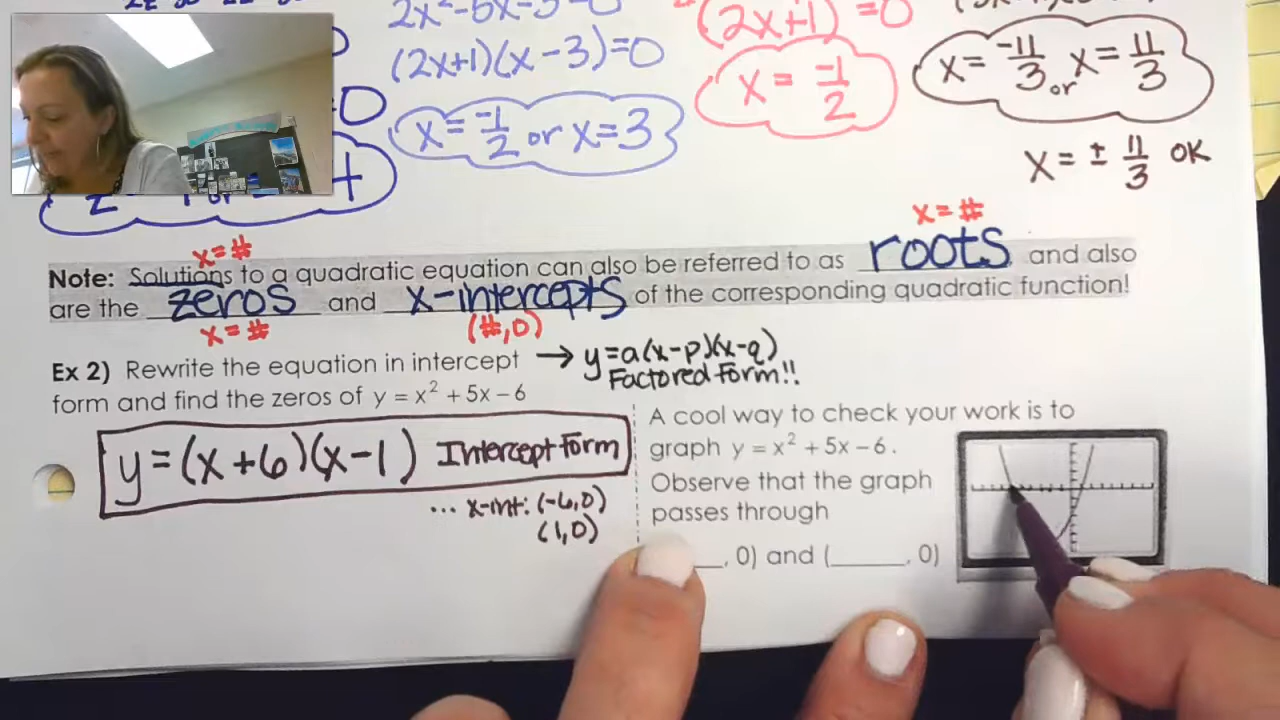 (2x+1)(x-3)=0
x = -1/2 or x=3
(2x+1) =0
x = -1/2
x = -11/3 or x = 11/3
x = ± 11/3 OK
x=# x=#
Note: Solutions to a quadratic equation can also be referred to as roots and also
are the zeros and x-intercepts of the corresponding quadratic function!
x=# (#,0)
Ex 2) Rewrite the equation in intercept → y=a(x-p)(x-q)
form and find the zeros of y = x² + 5x – 6
Factored Form!!
y=(x+6)(x-1) Intercept Form
... x-int: (-6,0)
(1,0)
A cool way to check your work is to
graph y = x² + 5x – 6.
Observe that the graph
passes through
, 0) and (______, 0)